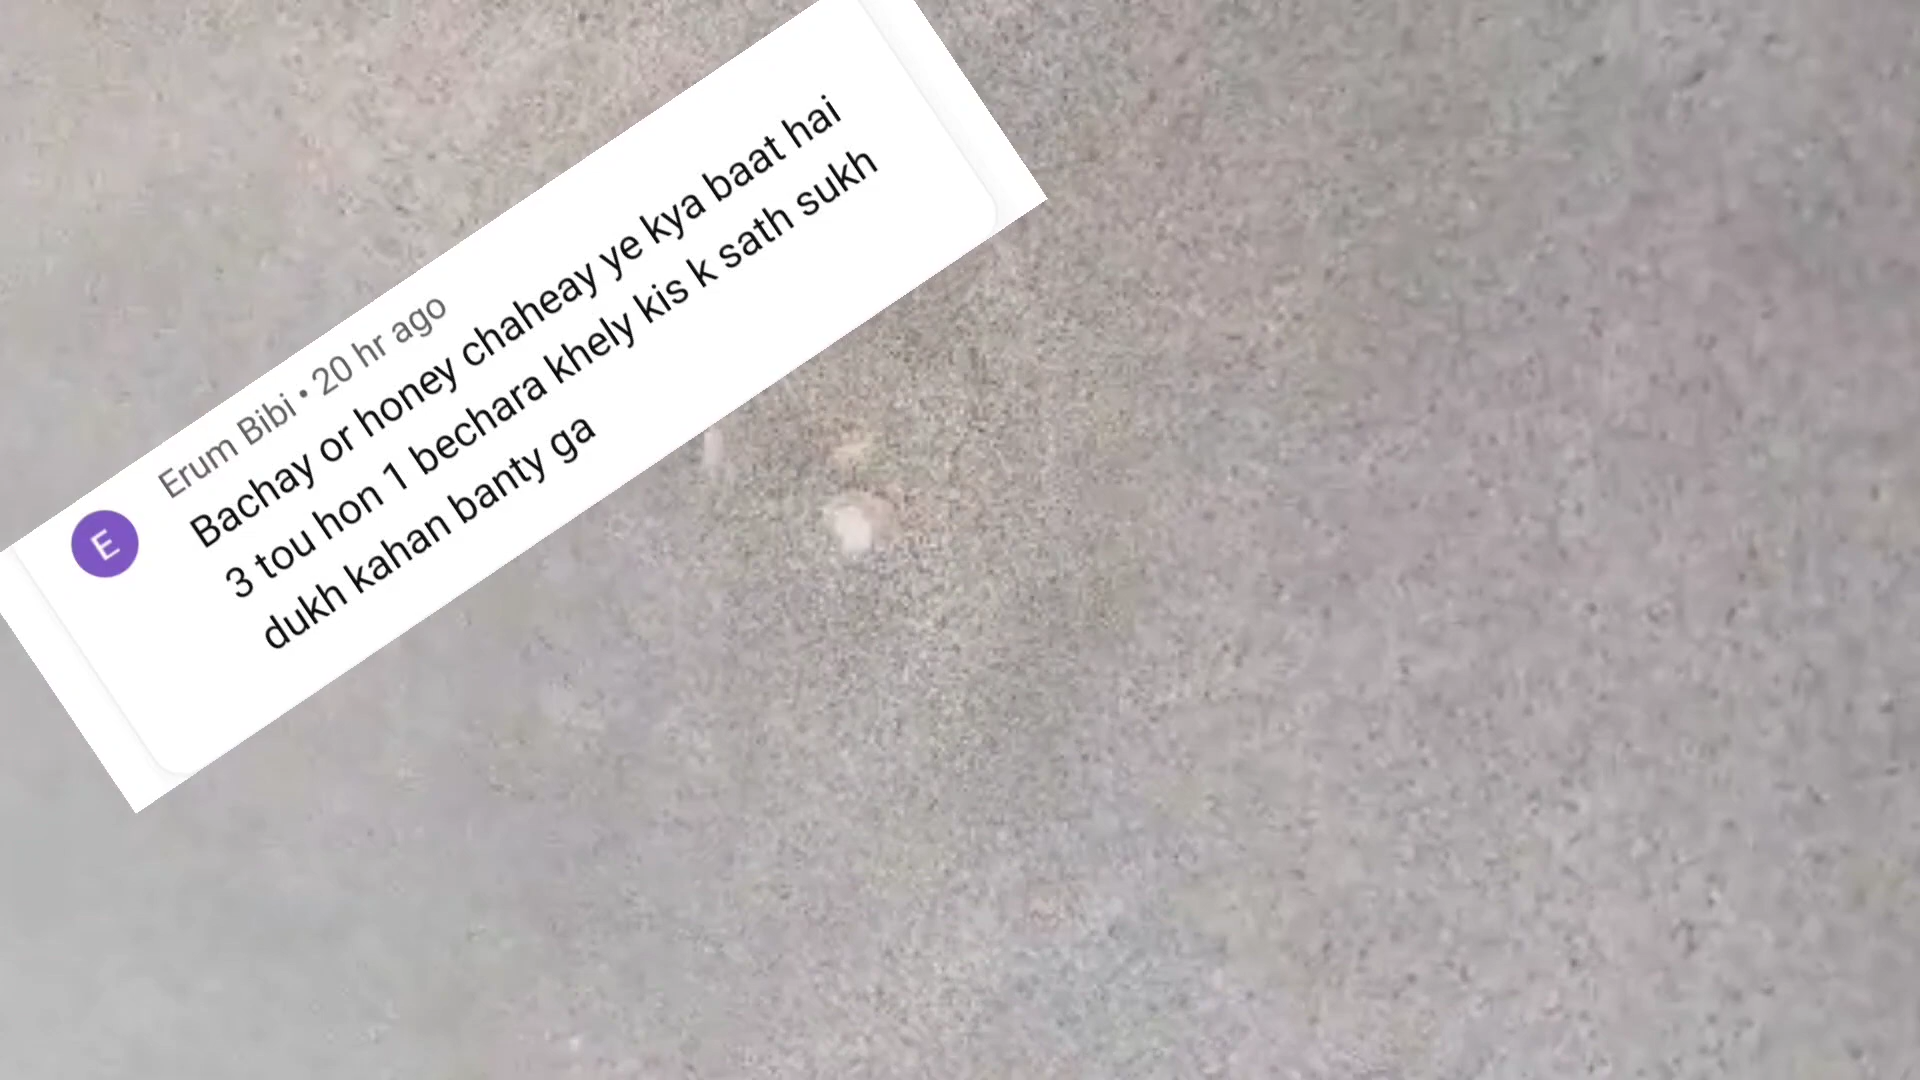 Erum Bibi • 20 hr ago
E
Bachay or honey chaheay ye kya baat hai
3 tou hon 1 bechara khely kis k sath sukh
dukh kahan banty ga